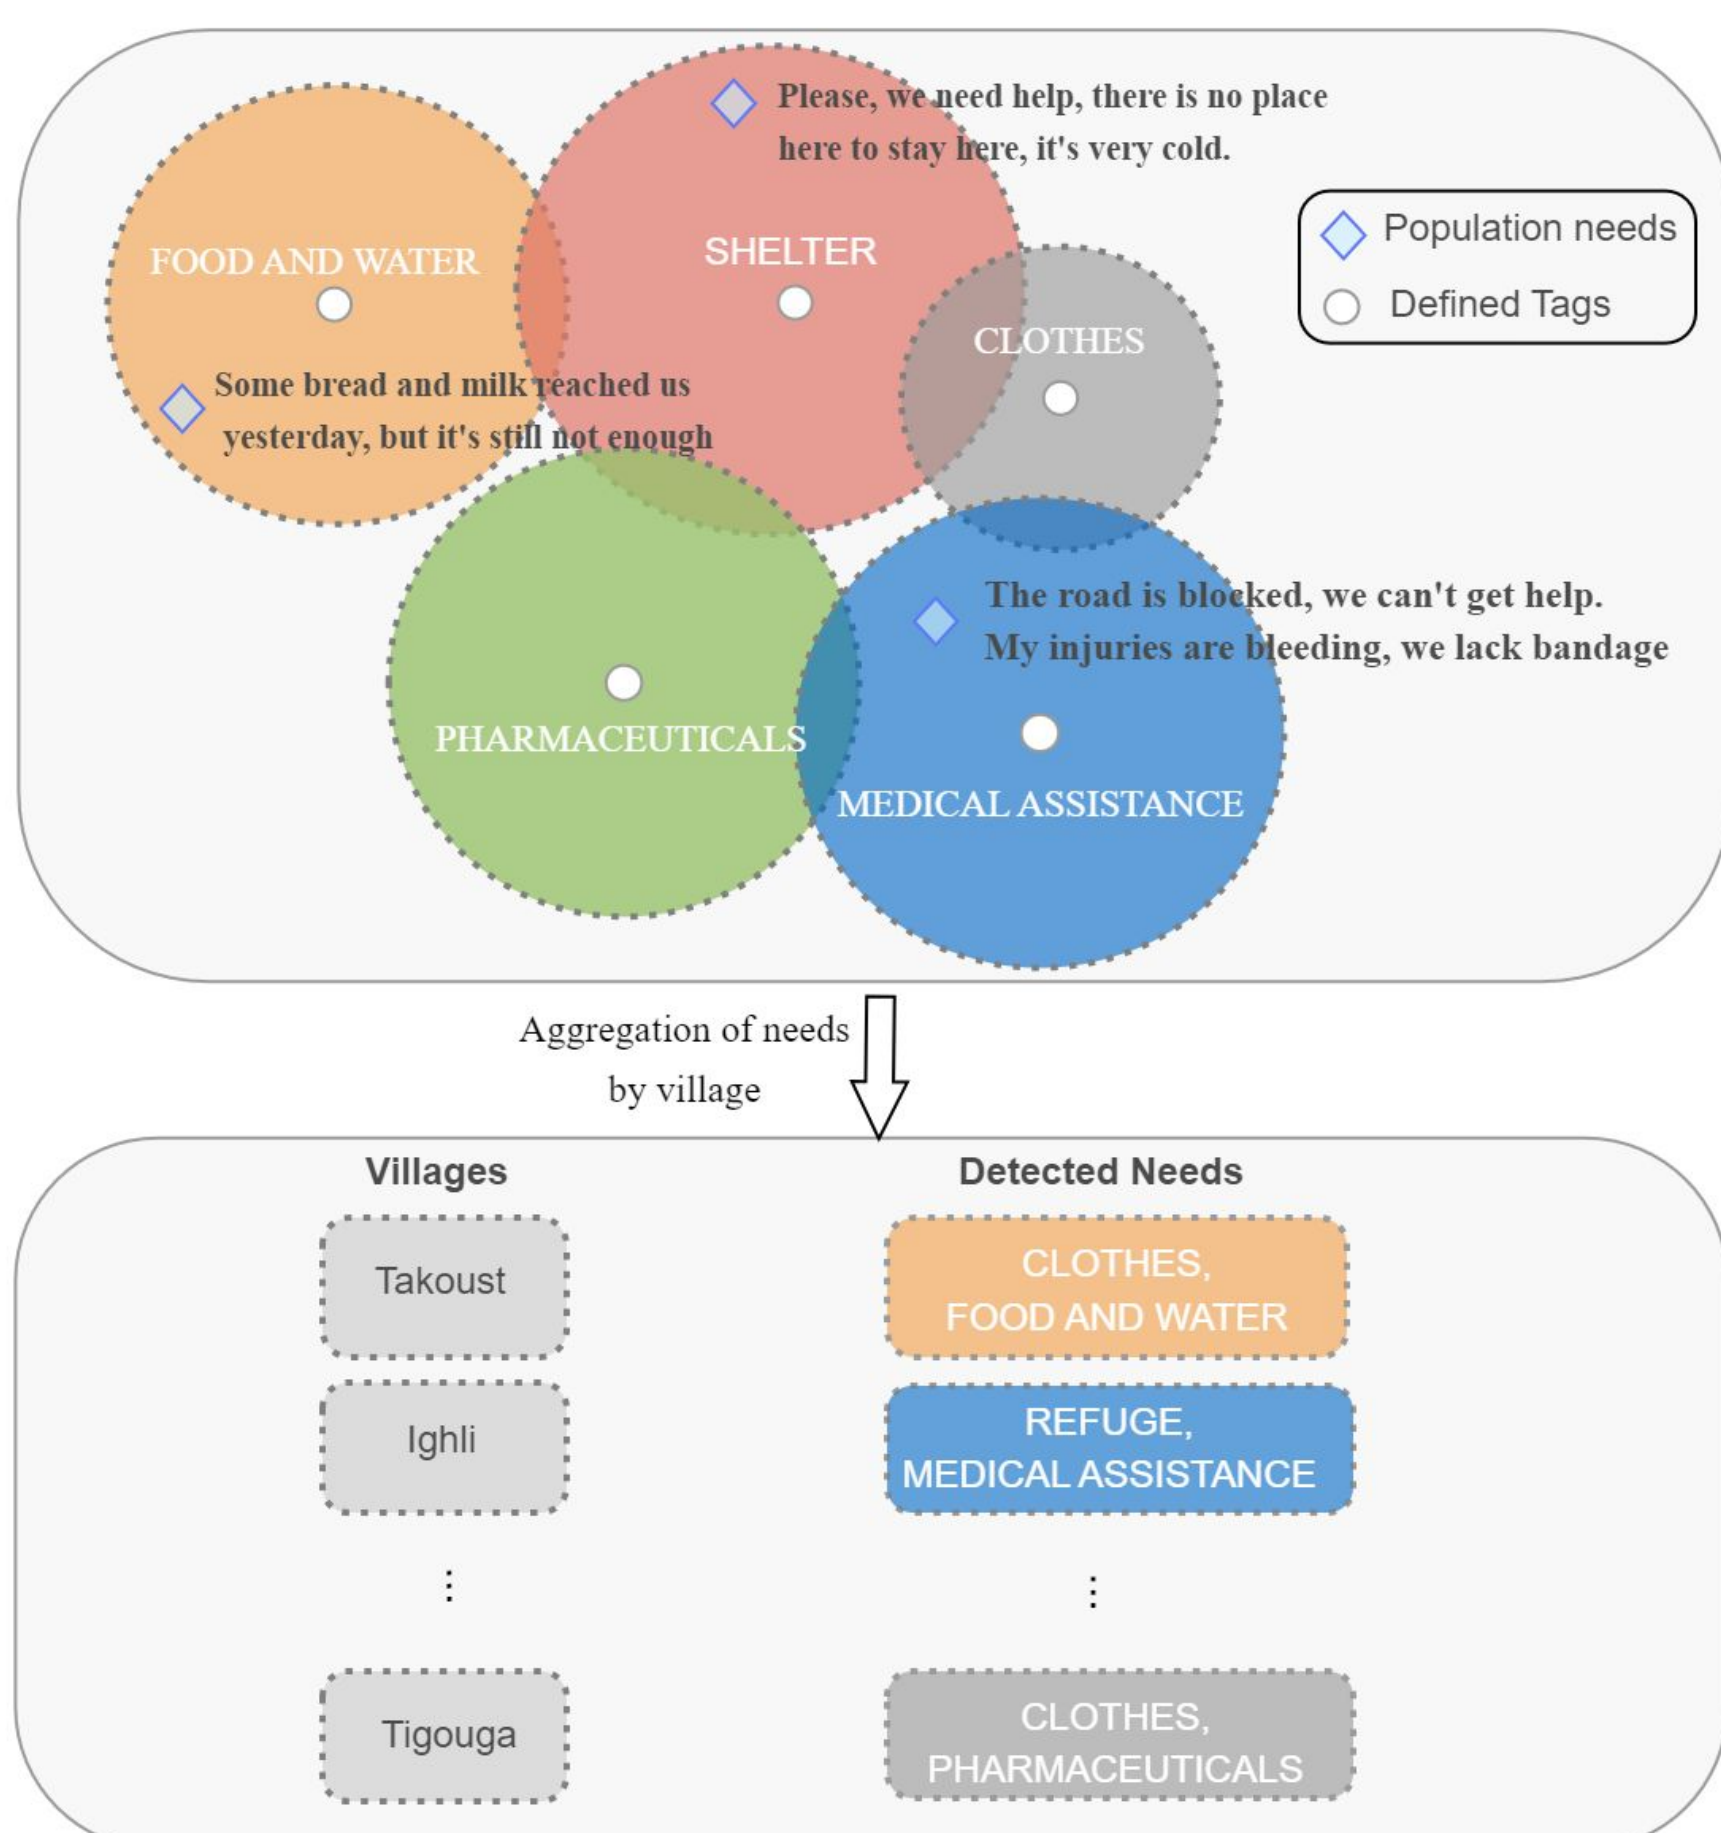 Please, we need help, there is no place
here to stay here, it's very cold.
FOOD AND WATER
SHELTER
Population needs
Defined Tags
CLOTHES
Some bread and milk reached us
yesterday, but it's still not enough
The road is blocked, we can't get help.
My injuries are bleeding, we lack bandage
PHARMACEUTICALS
MEDICAL ASSISTANCE
Aggregation of needs
by village
Villages
Detected Needs
Takoust
CLOTHES,
FOOD AND WATER
Ighli
REFUGE,
MEDICAL ASSISTANCE
⋮
⋮
Tigouga
CLOTHES,
PHARMACEUTICALS